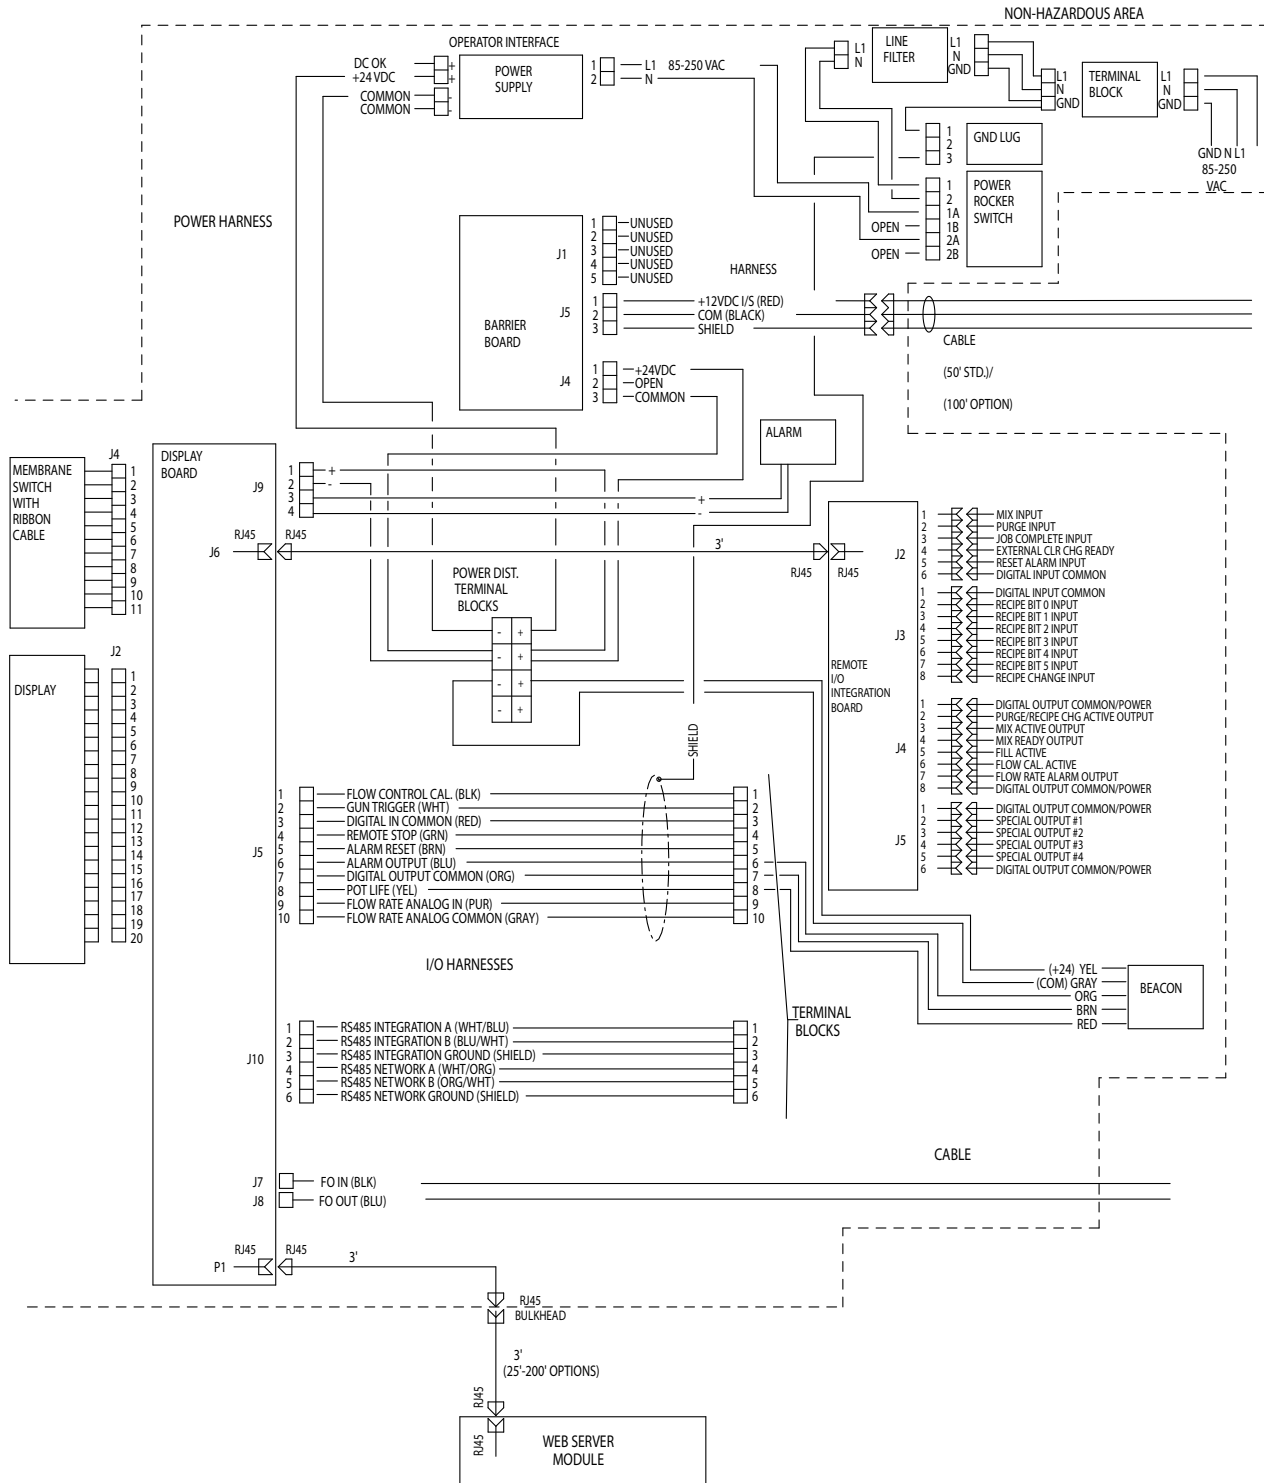 NON-HAZARDOUS AREA
OPERATOR INTERFACE
DC OK
+24 VDC
COMMON
COMMON
+
+
-
-
POWER
SUPPLY
1
2
L1 85-250 VAC
N
L1
N
LINE
FILTER
L1
N
GND
L1
N
GND
TERMINAL
BLOCK
L1
N
GND
GND N L1
85-250
VAC
1
2
3
GND LUG
1
2
1A
1B
2A
2B
OPEN
OPEN
POWER
ROCKER
SWITCH
POWER HARNESS
BARRIER
BOARD
J1
1 UNUSED
2 UNUSED
3 UNUSED
4 UNUSED
5 UNUSED
HARNESS
J5
1 +12VDC I/S (RED)
2 COM (BLACK)
3 SHIELD
CABLE
(50' STD.)/
(100' OPTION)
J4
1 +24VDC
2 OPEN
3 COMMON
ALARM
+
-
MEMBRANE
SWITCH
WITH
RIBBON
CABLE
J4
1
2
3
4
5
6
7
8
9
10
11
DISPLAY
BOARD
J9
1 +
2 -
3
4
J6
RJ45
RJ45
3'
RJ45
RJ45
POWER DIST.
TERMINAL
BLOCKS
- +
- +
- +
- +
SHIELD
DISPLAY
J2
1
2
3
4
5
6
7
8
9
10
11
12
13
14
15
16
17
18
19
20
REMOTE
I/O
INTEGRATION
BOARD
J2
1 MIX INPUT
2 PURGE INPUT
3 JOB COMPLETE INPUT
4 EXTERNAL CLR CHG READY
5 RESET ALARM INPUT
6 DIGITAL INPUT COMMON
J3
1 DIGITAL INPUT COMMON
2 RECIPE BIT 0 INPUT
3 RECIPE BIT 1 INPUT
4 RECIPE BIT 2 INPUT
5 RECIPE BIT 3 INPUT
6 RECIPE BIT 4 INPUT
7 RECIPE BIT 5 INPUT
8 RECIPE CHANGE INPUT
J4
1 DIGITAL OUTPUT COMMON/POWER
2 PURGE/RECIPE CHG ACTIVE OUTPUT
3 MIX ACTIVE OUTPUT
4 MIX READY OUTPUT
5 FILL ACTIVE
6 FLOW CAL. ACTIVE
7 FLOW RATE ALARM OUTPUT
8 DIGITAL OUTPUT COMMON/POWER
J5
1 DIGITAL OUTPUT COMMON/POWER
2 SPECIAL OUTPUT #1
3 SPECIAL OUTPUT #2
4 SPECIAL OUTPUT #3
5 SPECIAL OUTPUT #4
6 DIGITAL OUTPUT COMMON/POWER
J5
1 FLOW CONTROL CAL. (BLK) 1
2 GUN TRIGGER (WHT) 2
3 DIGITAL IN COMMON (RED) 3
4 REMOTE STOP (GRN) 4
5 ALARM RESET (BRN) 5
6 ALARM OUTPUT (BLU) 6
7 DIGITAL OUTPUT COMMON (ORG) 7
8 POT LIFE (YEL) 8
9 FLOW RATE ANALOG IN (PUR) 9
10 FLOW RATE ANALOG COMMON (GRAY) 10
I/O HARNESSES
(+24) YEL
(COM) GRAY
ORG
BRN
RED
BEACON
TERMINAL
BLOCKS
J10
1 RS485 INTEGRATION A (WHT/BLU) 1
2 RS485 INTEGRATION B (BLU/WHT) 2
3 RS485 INTEGRATION GROUND (SHIELD) 3
4 RS485 NETWORK A (WHT/ORG) 4
5 RS485 NETWORK B (ORG/WHT) 5
6 RS485 NETWORK GROUND (SHIELD) 6
CABLE
J7 FO IN (BLK)
J8 FO OUT (BLU)
P1
RJ45
RJ45
3'
RJ45
BULKHEAD
3'
(25'-200' OPTIONS)
RJ45
RJ45
WEB SERVER
MODULE